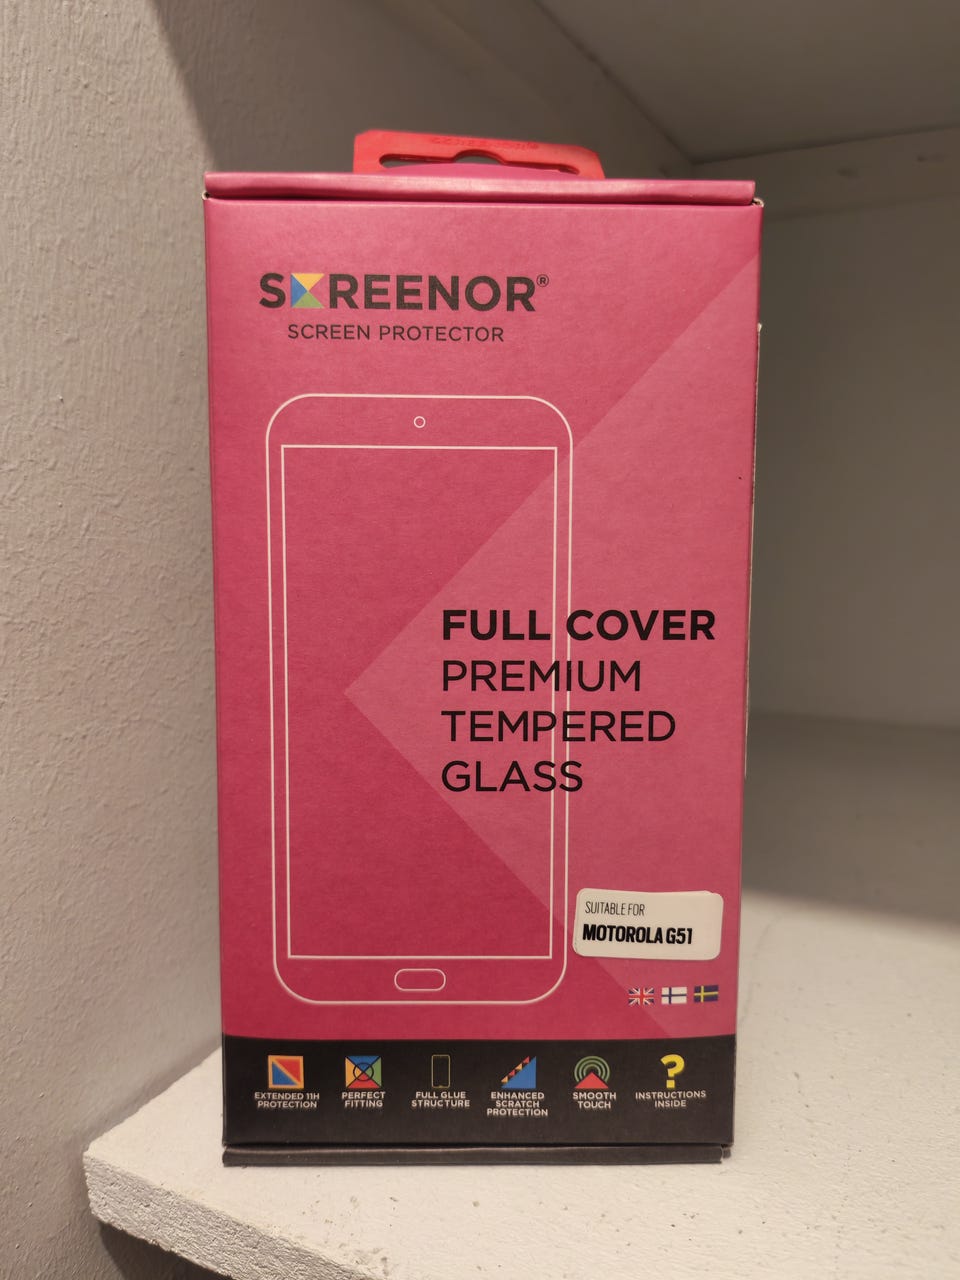 SCREENOR®
SCREEN PROTECTOR
FULL COVER
PREMIUM
TEMPERED
GLASS
SUITABLE FOR
MOTOROLA G51
EXTENDED 11H
PROTECTION
PERFECT
FITTING
FULL GLUE
STRUCTURE
ENHANCED
SCRATCH
PROTECTION
SMOOTH
TOUCH
?
INSTRUCTIONS
INSIDE